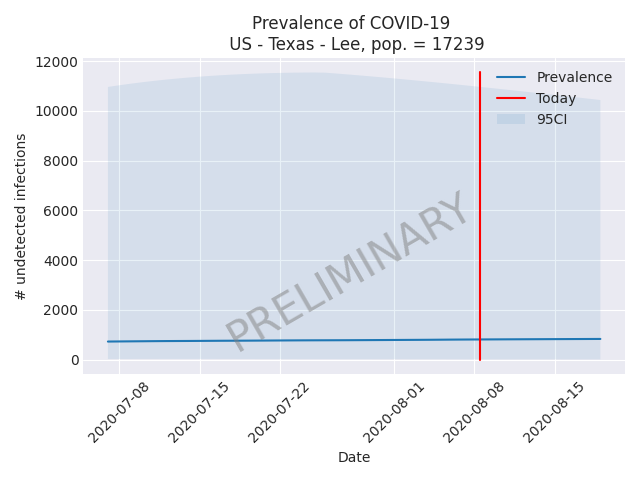 Prevalence of COVID-19
US - Texas - Lee, pop. = 17239
12000
10000
8000
6000
4000
2000
0
# undetected infections
Prevalence
Today
95CI
PRELIMINARY
2020-07-08
2020-07-15
2020-07-22
2020-08-01
2020-08-08
2020-08-15
Date